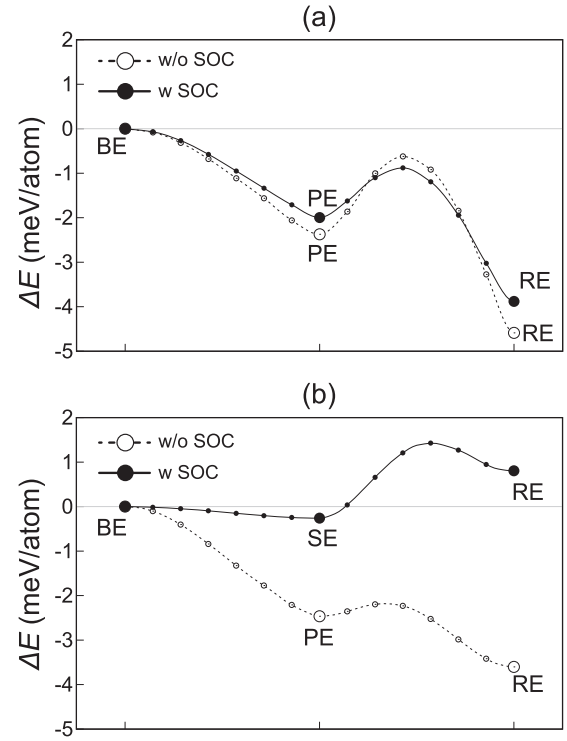 (a)
2
1
0
-1
-2
-3
-4
-5
ΔE (meV/atom)
w/o SOC
w SOC
BE
PE
PE
RE
RE
(b)
2
1
0
-1
-2
-3
-4
-5
ΔE (meV/atom)
w/o SOC
w SOC
BE
SE
RE
PE
RE